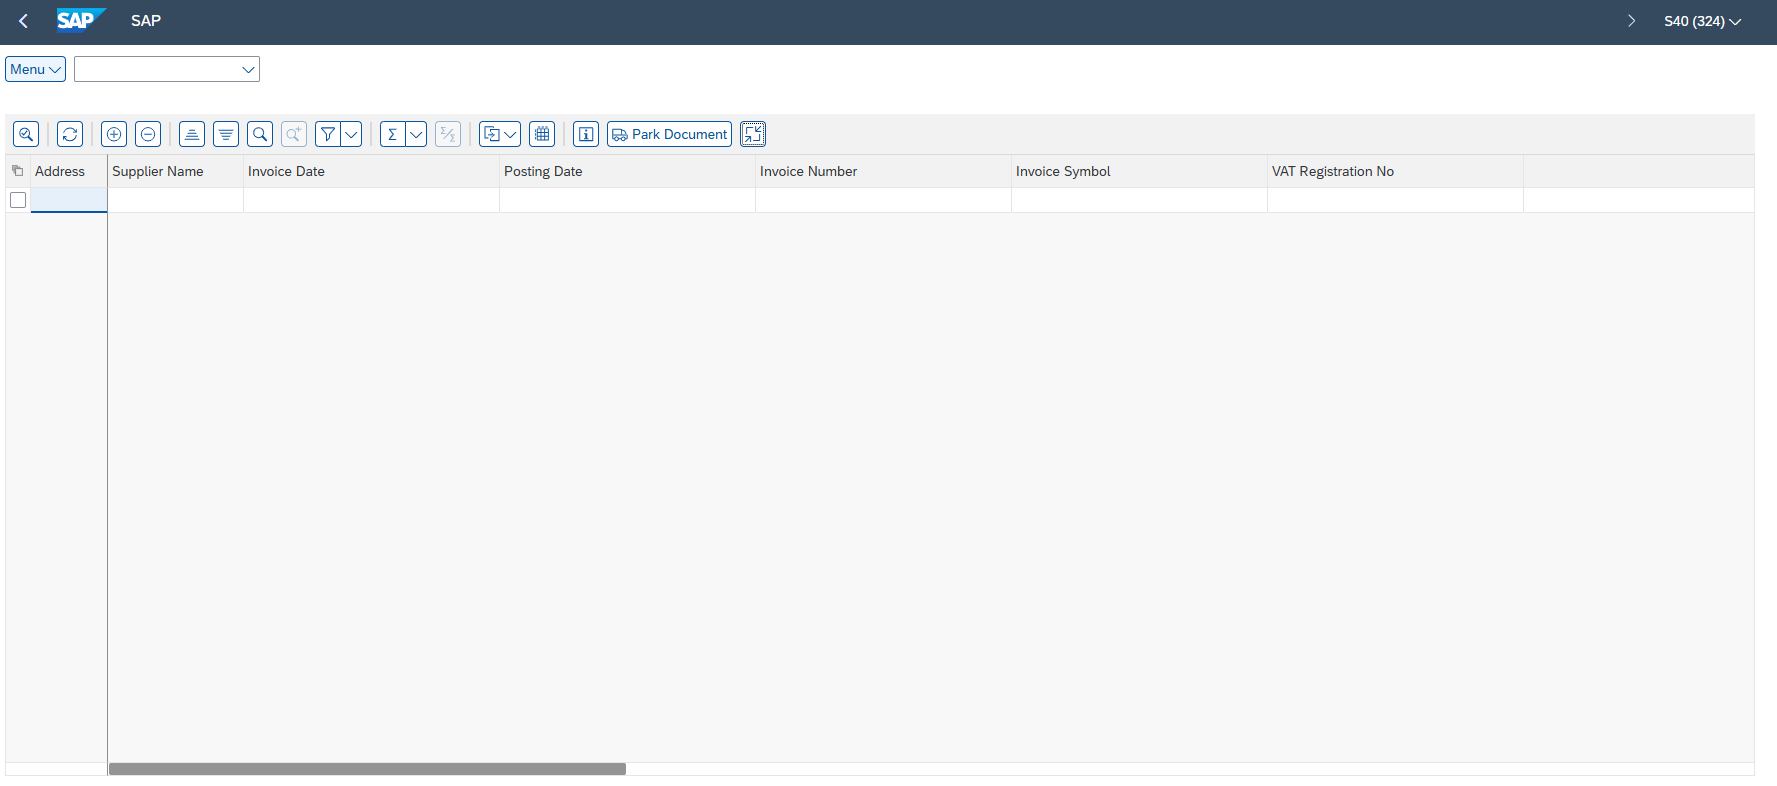 SAP SAP S40 (324)
Menu
Park Document
Address Supplier Name Invoice Date Posting Date Invoice Number Invoice Symbol VAT Registration No